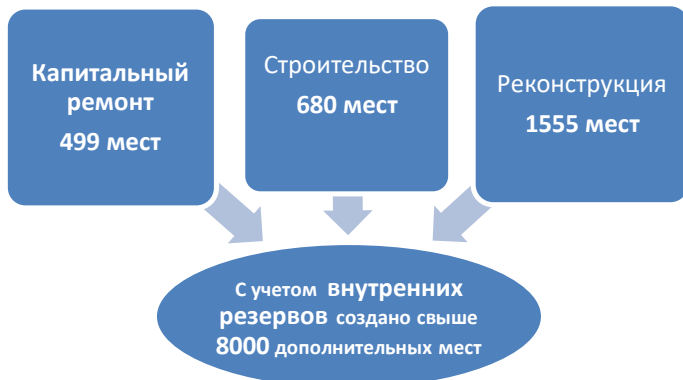 Капитальный
ремонт
499 мест
Строительство
680 мест
Реконструкция
1555 мест
С учетом внутренних
резервов создано свыше
8000 дополнительных мест